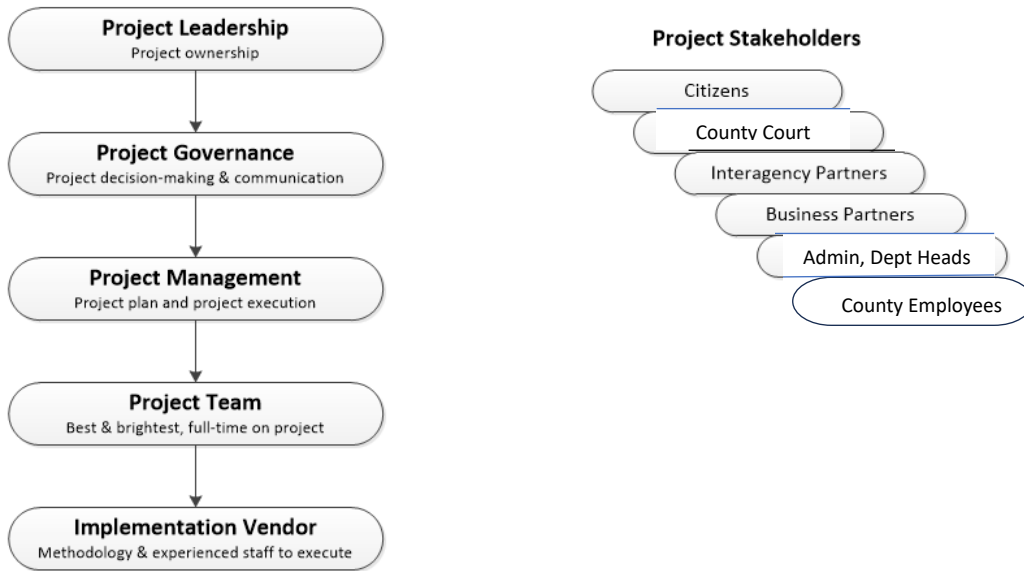 Project Leadership
Project ownership
Project Governance
Project decision-making & communication
Project Management
Project plan and project execution
Project Team
Best & brightest, full-time on project
Implementation Vendor
Methodology & experienced staff to execute
Project Stakeholders
Citizens
County Court
Interagency Partners
Business Partners
Admin, Dept Heads
County Employees